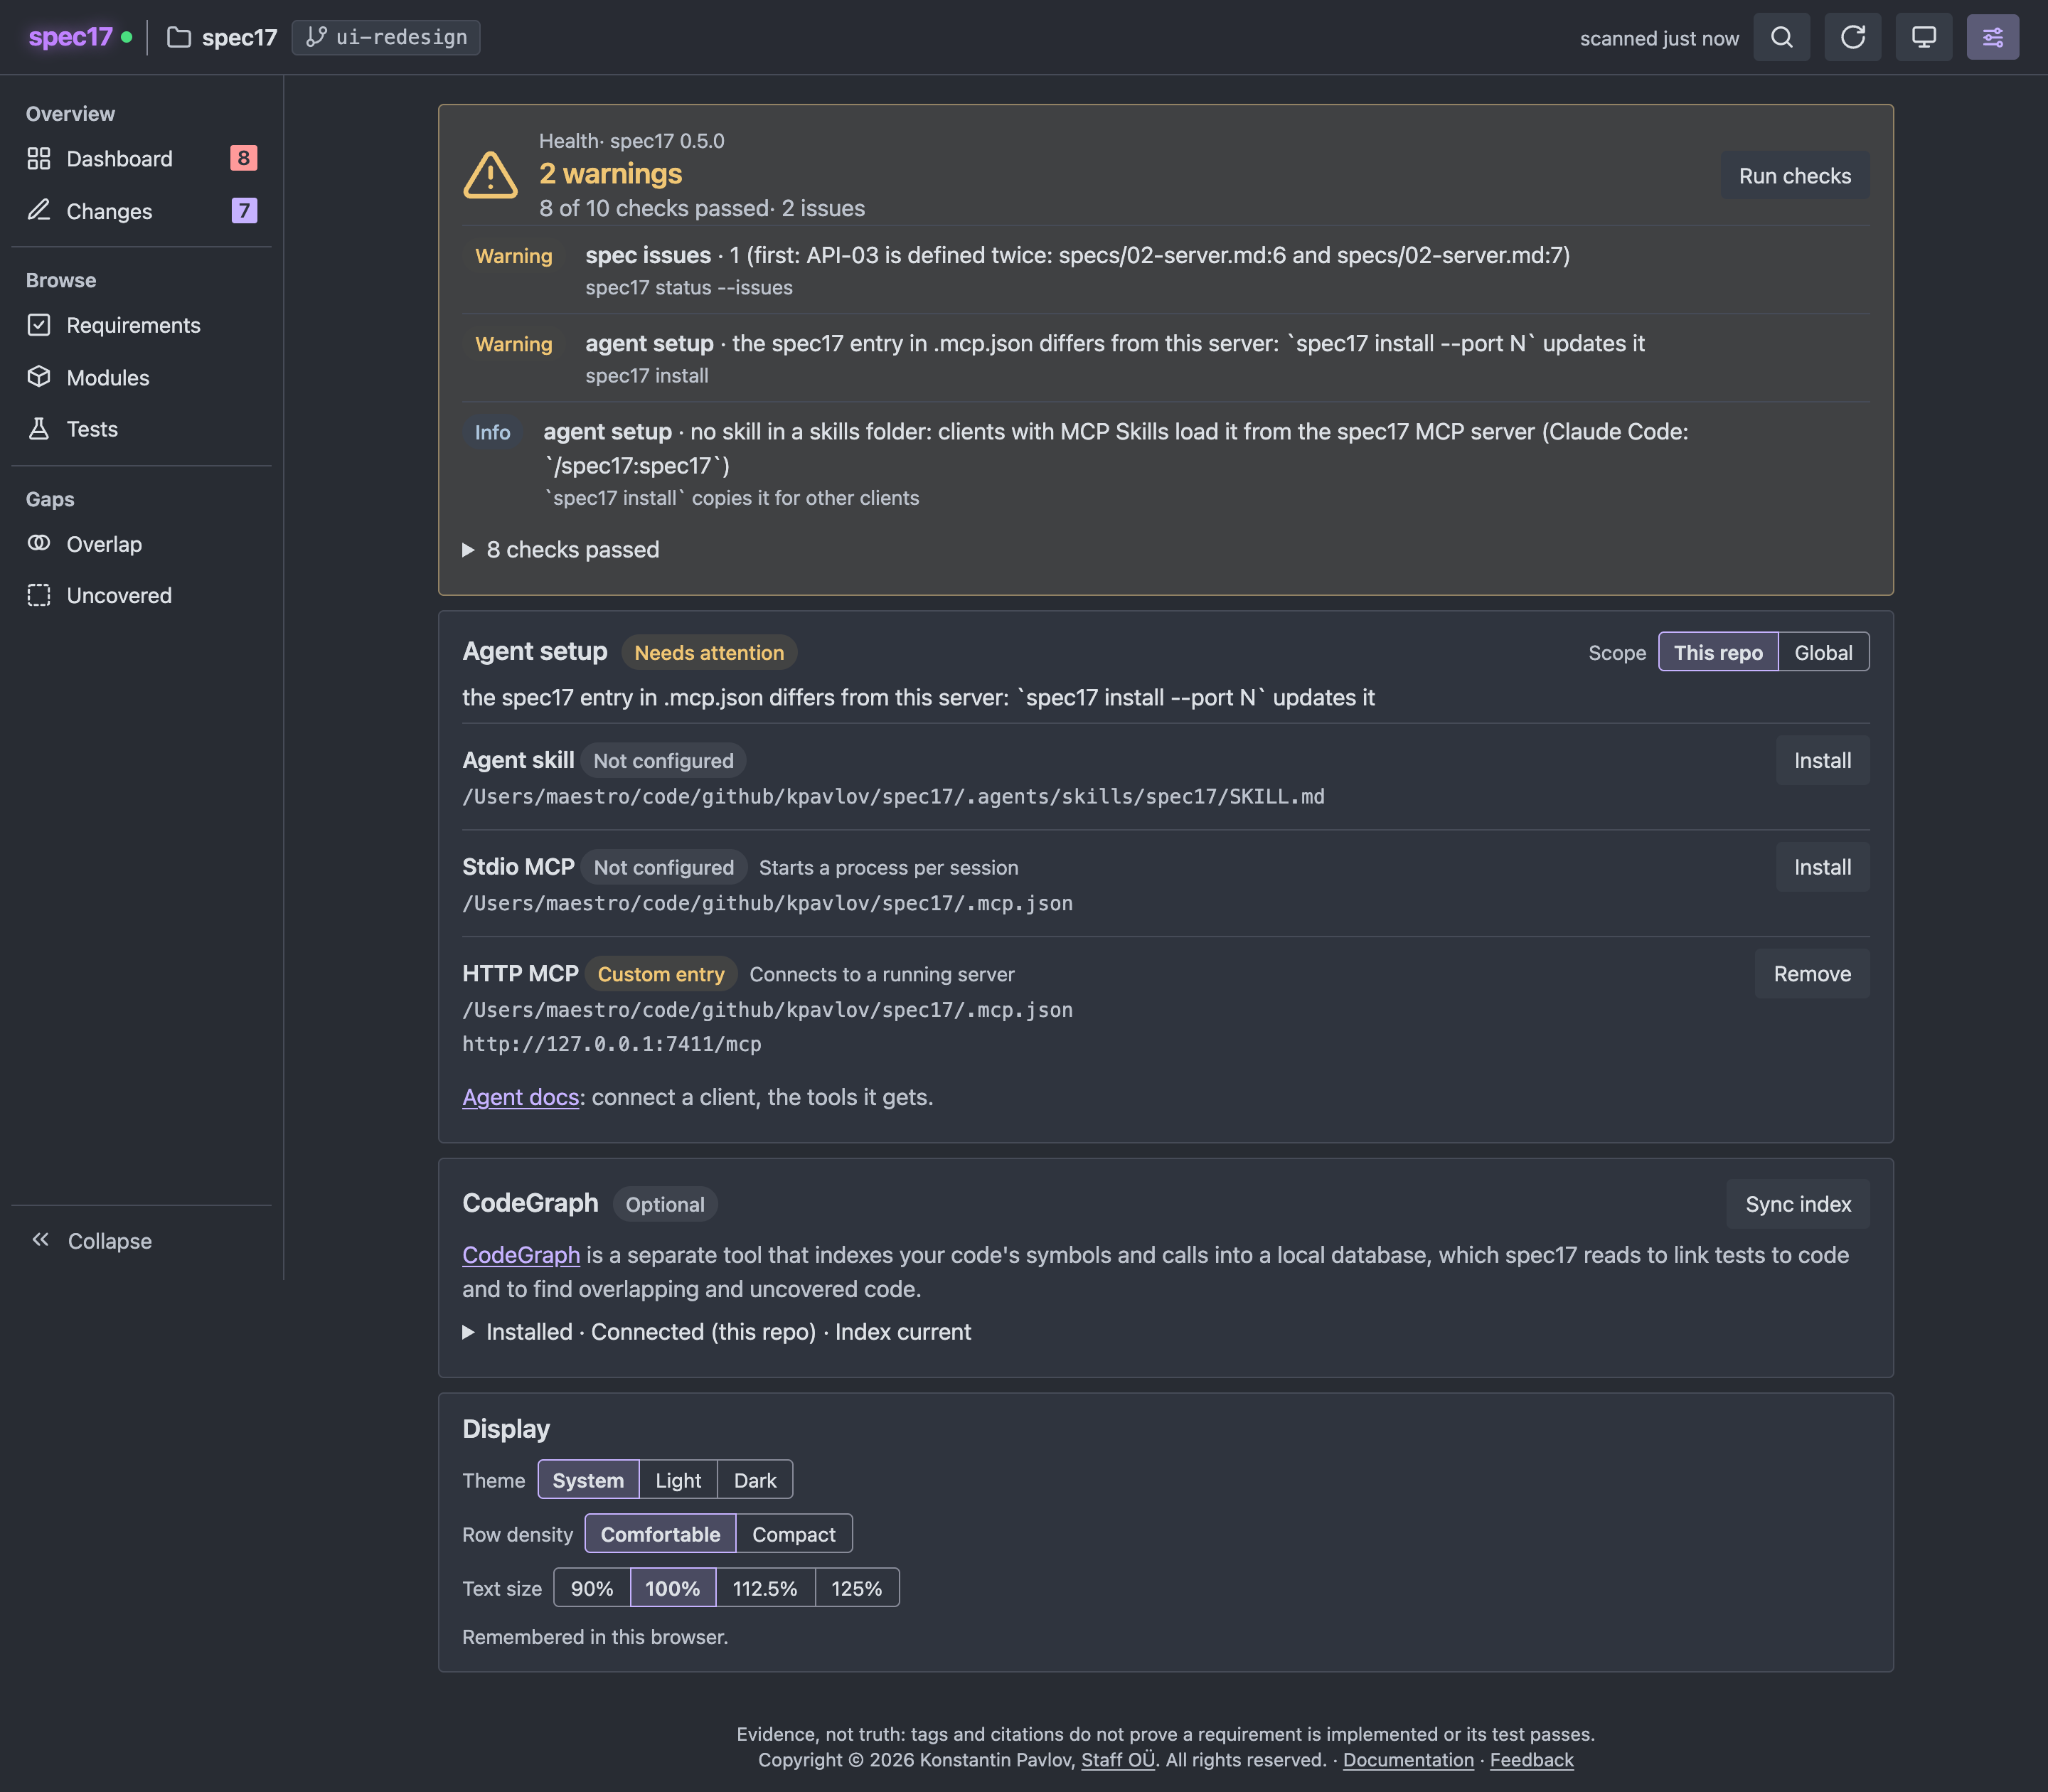 spec17
spec17
ui-redesign
scanned just now
Overview
Dashboard 8
Changes 7
Browse
Requirements
Modules
Tests
Gaps
Overlap
Uncovered
Collapse
Health· spec17 0.5.0
2 warnings
8 of 10 checks passed· 2 issues
Run checks
Warning spec issues · 1 (first: API-03 is defined twice: specs/02-server.md:6 and specs/02-server.md:7)
spec17 status --issues
Warning agent setup · the spec17 entry in .mcp.json differs from this server: `spec17 install --port N` updates it
spec17 install
Info agent setup · no skill in a skills folder: clients with MCP Skills load it from the spec17 MCP server (Claude Code:
`/spec17:spec17`)
`spec17 install` copies it for other clients
8 checks passed
Agent setup Needs attention
Scope This repo Global
the spec17 entry in .mcp.json differs from this server: `spec17 install --port N` updates it
Agent skill Not configured
Install
/Users/maestro/code/github/kpavlov/spec17/.agents/skills/spec17/SKILL.md
Stdio MCP Not configured Starts a process per session
Install
/Users/maestro/code/github/kpavlov/spec17/.mcp.json
HTTP MCP Custom entry Connects to a running server
Remove
/Users/maestro/code/github/kpavlov/spec17/.mcp.json
http://127.0.0.1:7411/mcp
Agent docs: connect a client, the tools it gets.
CodeGraph Optional
Sync index
CodeGraph is a separate tool that indexes your code's symbols and calls into a local database, which spec17 reads to link tests to code
and to find overlapping and uncovered code.
Installed · Connected (this repo) · Index current
Display
Theme System Light Dark
Row density Comfortable Compact
Text size 90% 100% 112.5% 125%
Remembered in this browser.
Evidence, not truth: tags and citations do not prove a requirement is implemented or its test passes.
Copyright © 2026 Konstantin Pavlov, Staff OÜ. All rights reserved. · Documentation · Feedback